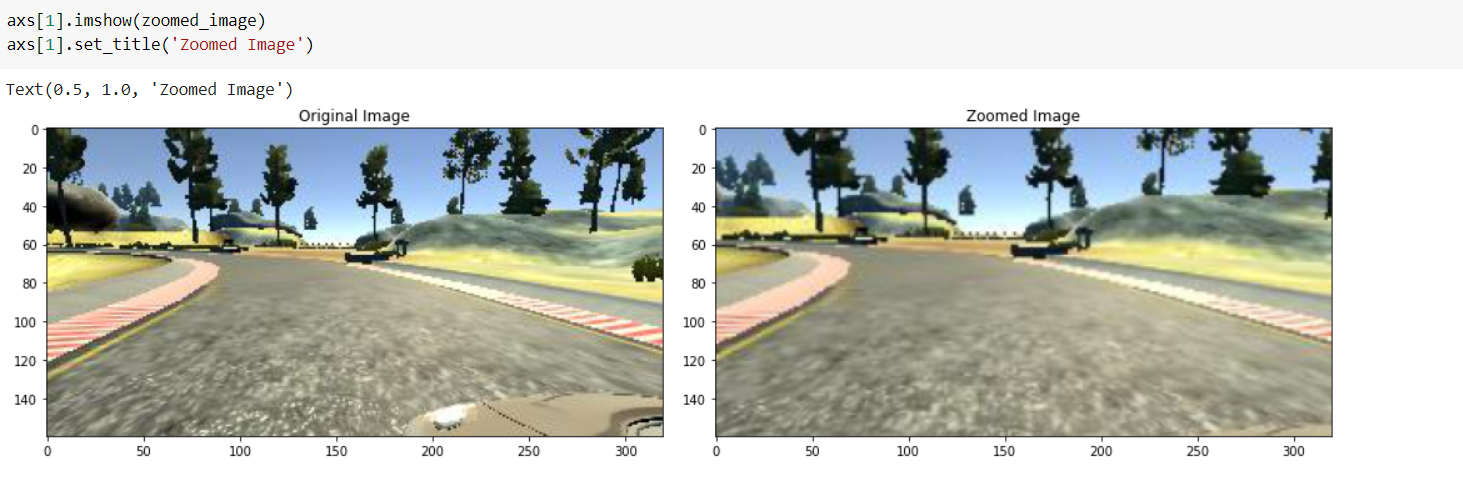 axs[1].imshow(zoomed_image)
axs[1].set_title('Zoomed Image')
Text(0.5, 1.0, 'Zoomed Image')
Original Image
0
20
40
60
80
100
120
140
0 50 100 150 200 250 300
Zoomed Image
0
20
40
60
80
100
120
140
0 50 100 150 200 250 300